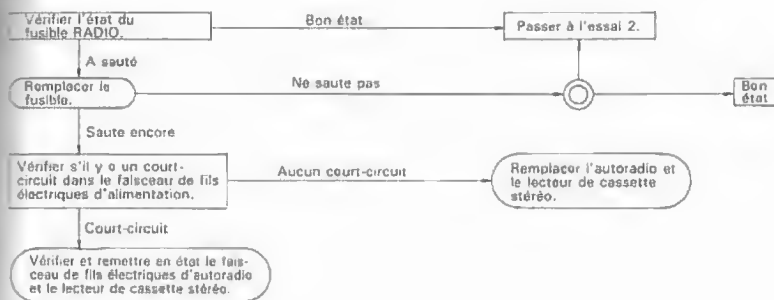 Vérifier l'état du
fusible RADIO.
Bon état
Passer à l'essai 2.
A sauté
Remplacer le
fusible.
Ne saute pas
Bon
état
Saute encore
Vérifier s'il y a un court-
circuit dans le faisceau de fils
électriques d'alimentation.
Aucun court-circuit
Remplacer l'autoradio et
le lecteur de cassette
stéréo.
Court-circuit
Vérifier et remettre en état le fais-
ceau de fils électriques d'autoradio
et le lecteur de cassette stéréo.